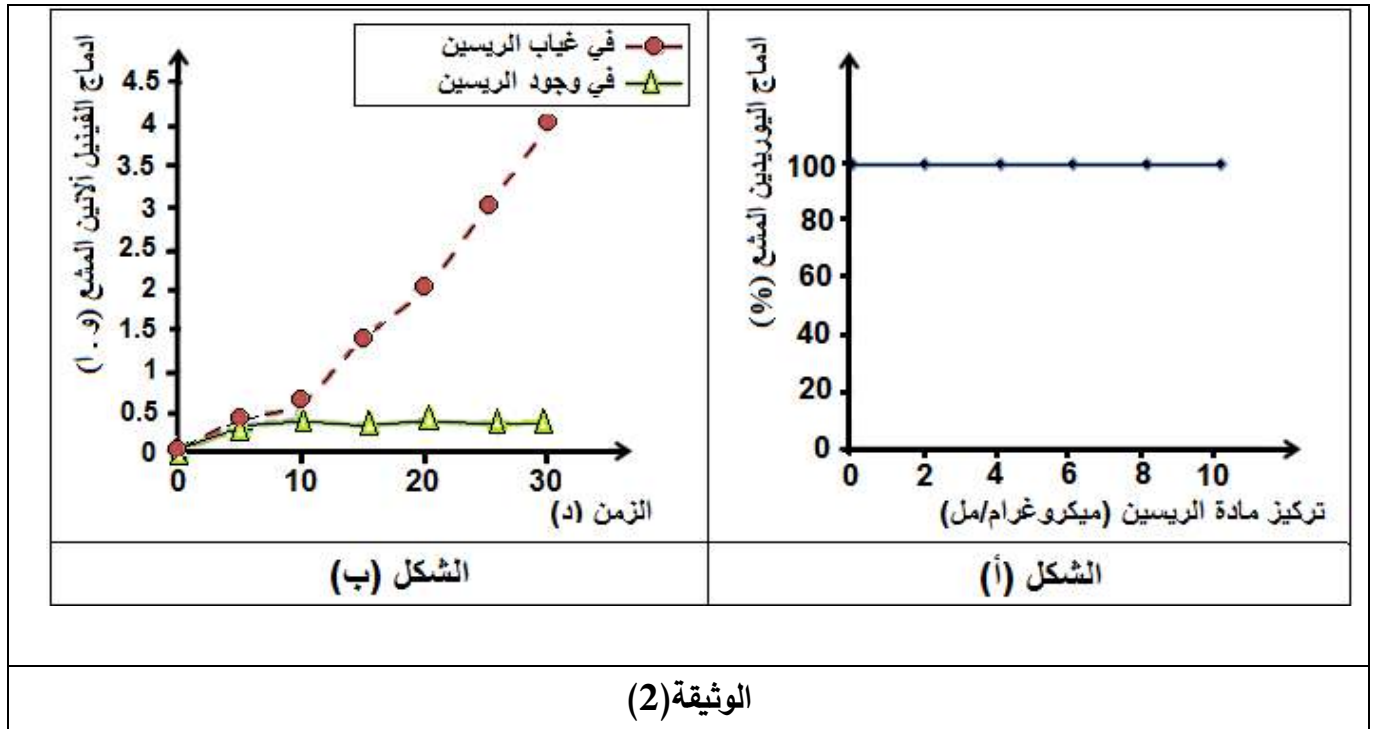 ادماج اليوريدين المشع (%)
100
80
60
40
20
0
0 2 4 6 8 10
تركيز مادة الريسين (ميكروغرام/مل)
الشكل (أ)
في غياب الريسين
في وجود الريسين
ادماج الفينيل ألانين المشع (و . ا)
4.5
4
3.5
3
2.5
2
1.5
1
0.5
0
0 10 20 30
الزمن (د)
الشكل (ب)
الوثيقة(2)